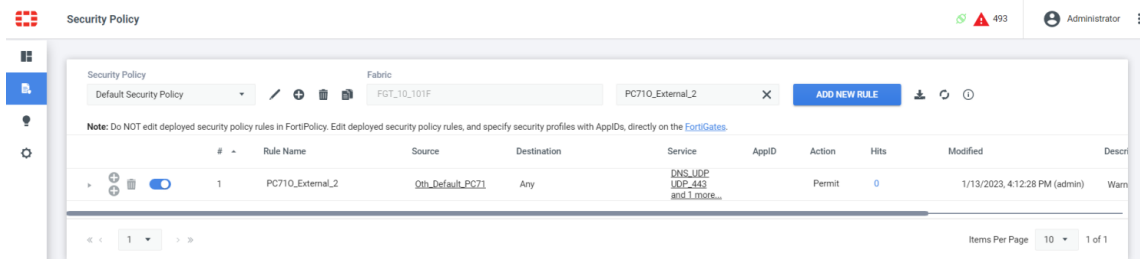 Security Policy
493
Administrator
Security Policy
Fabric
Default Security Policy
FGT_10_101F
PC71O_External_2
ADD NEW RULE
Note: Do NOT edit deployed security policy rules in FortiPolicy. Edit deployed security policy rules, and specify security profiles with AppIDs, directly on the FortiGates.
# Rule Name Source Destination Service AppID Action Hits Modified Descri
1 PC71O_External_2 Oth_Default_PC71 Any DNS_UDP Permit 0 1/13/2023, 4:12:28 PM (admin) Warn
UDP_443
and 1 more...
1 Items Per Page 10 1 of 1